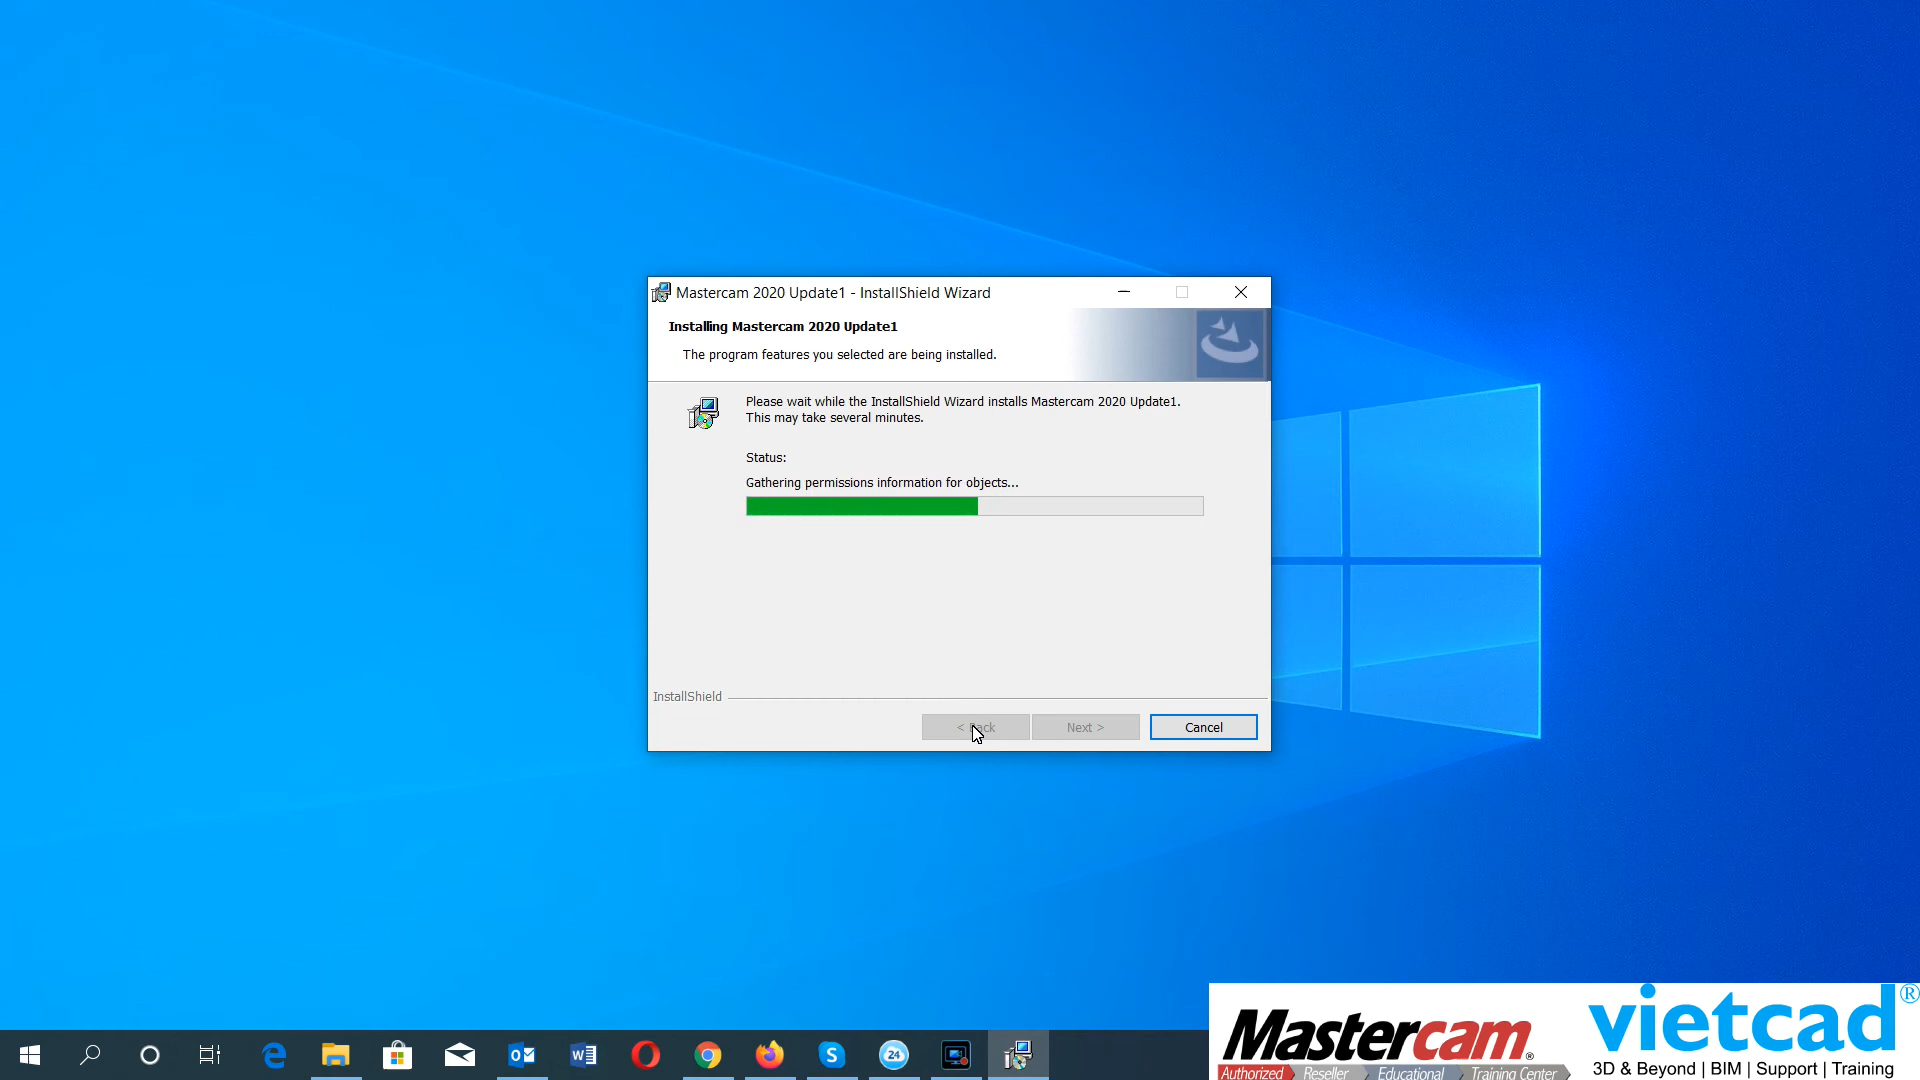 Mastercam 2020 Update1 - InstallShield Wizard
Installing Mastercam 2020 Update1
The program features you selected are being installed.
Please wait while the InstallShield Wizard installs Mastercam 2020 Update1.
This may take several minutes.
Status:
Gathering permissions information for objects...
InstallShield
Next >
Cancel
24
Mastercam®
Authorized Reseller Educational Training Center
vietcad®
3D & Beyond | BIM | Support | Training